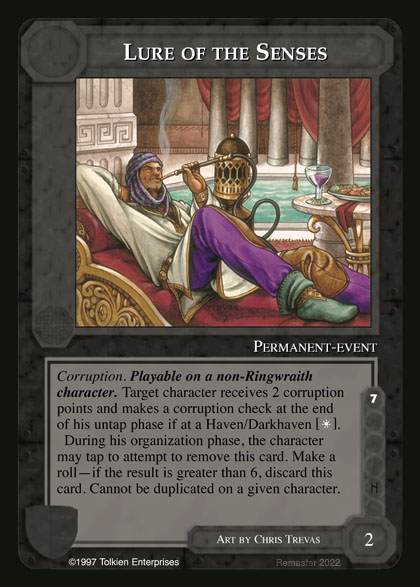 LURE OF THE SENSES
PERMANENT-EVENT
Corruption. Playable on a non-Ringwraith
character. Target character receives 2 corruption
points and makes a corruption check at the end
of his untap phase if at a Haven/Darkhaven [☀].
During his organization phase, the character
may tap to attempt to remove this card. Make a
roll—if the result is greater than 6, discard this
card. Cannot be duplicated on a given character.
7
H
ART BY CHRIS TREVAS
2
©1997 Tolkien Enterprises
Remaster 2022